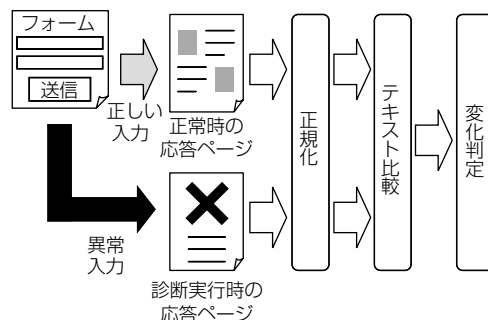 フォーム
送信
正しい
入力
正常時の
応答ページ
異常
入力
診断実行時の
応答ページ
正規化
テキスト比較
変化判定